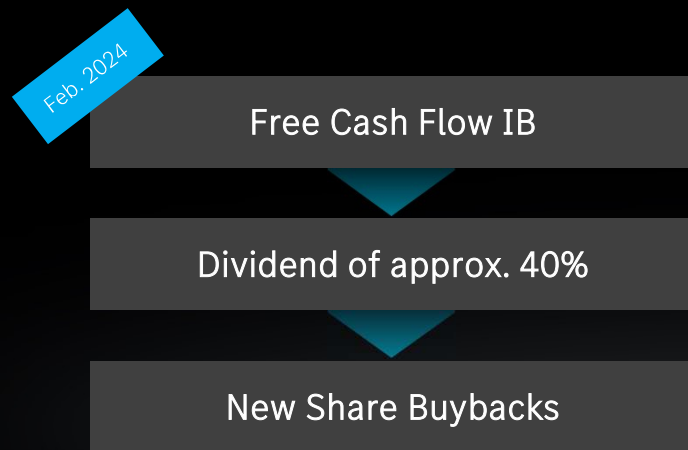 Feb. 2024
Free Cash Flow IB
Dividend of approx. 40%
New Share Buybacks